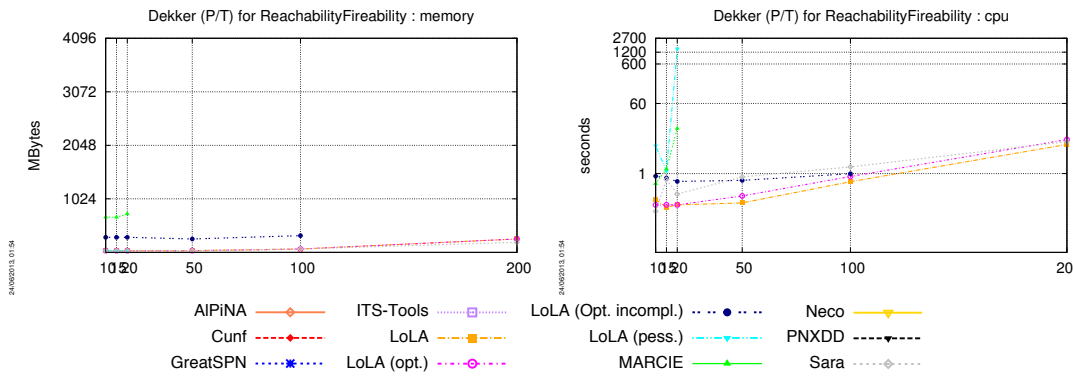 Dekker (P/T) for ReachabilityFireability : memory
4096
3072
2048
1024
MBytes
10 15 20 50 100 200
24/06/2013, 01:54
Dekker (P/T) for ReachabilityFireability : cpu
2700
1200
600
60
1
seconds
10 15 20 50 100 20
24/06/2013, 01:54
AlPiNA ITS-Tools LoLA (Opt. incompl.) Neco
Cunf LoLA LoLA (pess.) PNXDD
GreatSPN LoLA (opt.) MARCIE Sara